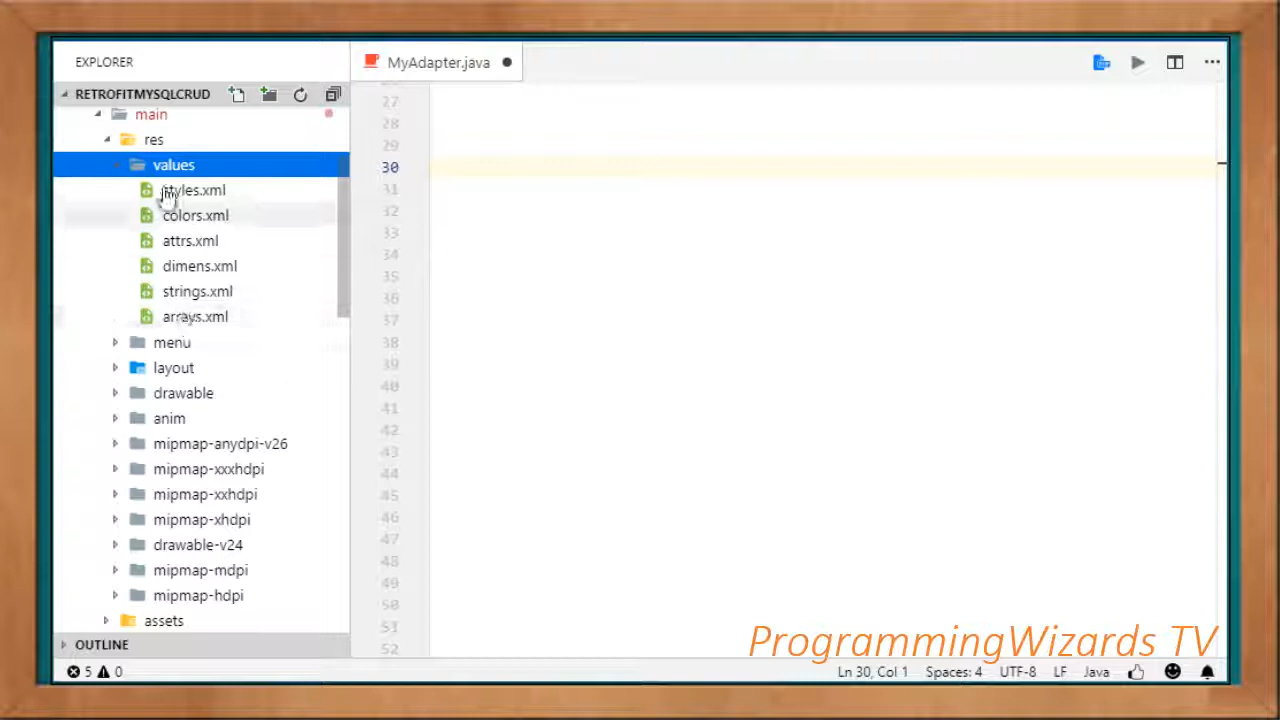 EXPLORER
MyAdapter.java
RETROFITMYSQLCRUD
main
res
values
styles.xml
colors.xml
attrs.xml
dimens.xml
strings.xml
arrays.xml
menu
layout
drawable
anim
mipmap-anydpi-v26
mipmap-xxxhdpi
mipmap-xxhdpi
mipmap-xhdpi
drawable-v24
mipmap-mdpi
mipmap-hdpi
assets
OUTLINE
27
28
29
30
31
32
33
34
35
36
37
38
39
40
41
42
43
44
45
46
47
48
49
50
51
52
ProgrammingWizards TV
5 0
Ln 30, Col 1 Spaces: 4 UTF-8 LF Java